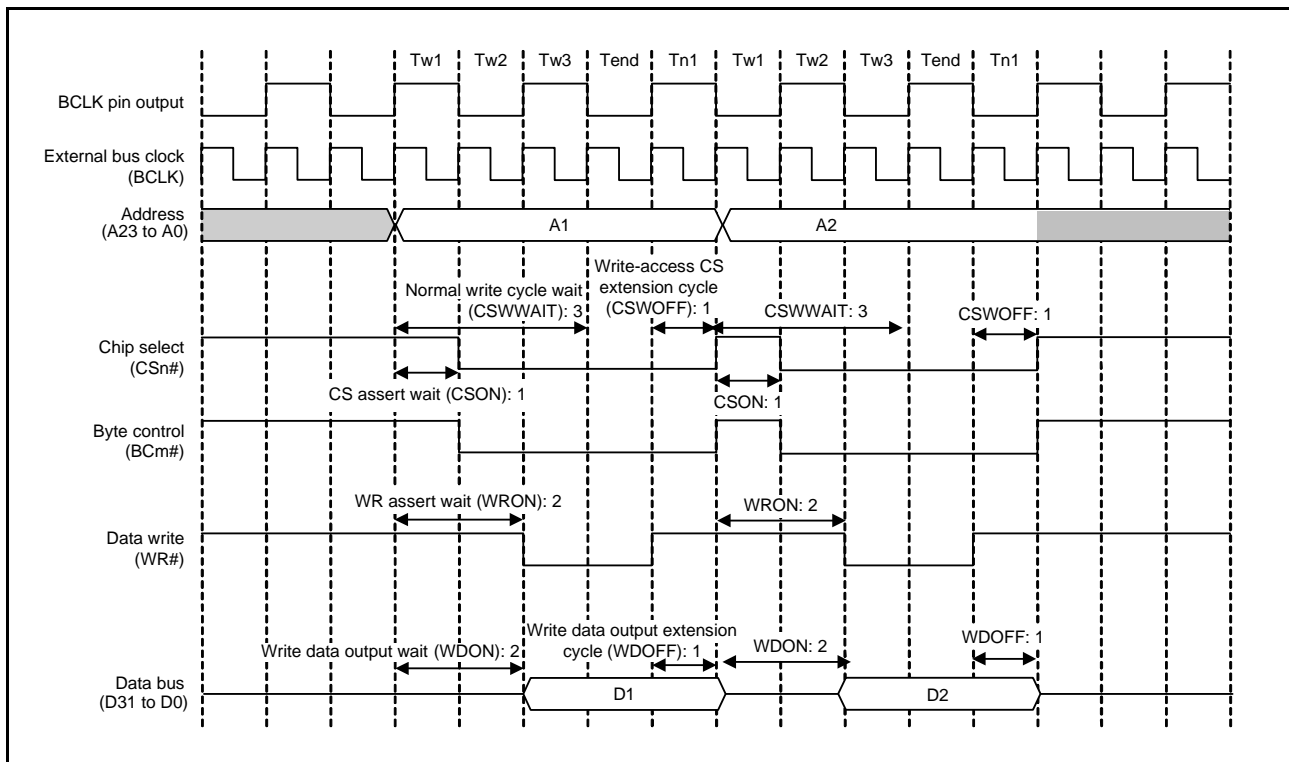 Tw1 Tw2 Tw3 Tend Tn1 Tw1 Tw2 Tw3 Tend Tn1
BCLK pin output
External bus clock
(BCLK)
Address
(A23 to A0)
A1 A2
Write-access CS
extension cycle
(CSWOFF): 1
Normal write cycle wait
(CSWWAIT): 3
CSWWAIT: 3
CSWOFF: 1
Chip select
(CSn#)
CS assert wait (CSON): 1
CSON: 1
Byte control
(BCm#)
WR assert wait (WRON): 2
WRON: 2
Data write
(WR#)
Write data output extension
cycle (WDOFF): 1
Write data output wait (WDON): 2
WDON: 2
WDOFF: 1
Data bus
(D31 to D0)
D1 D2